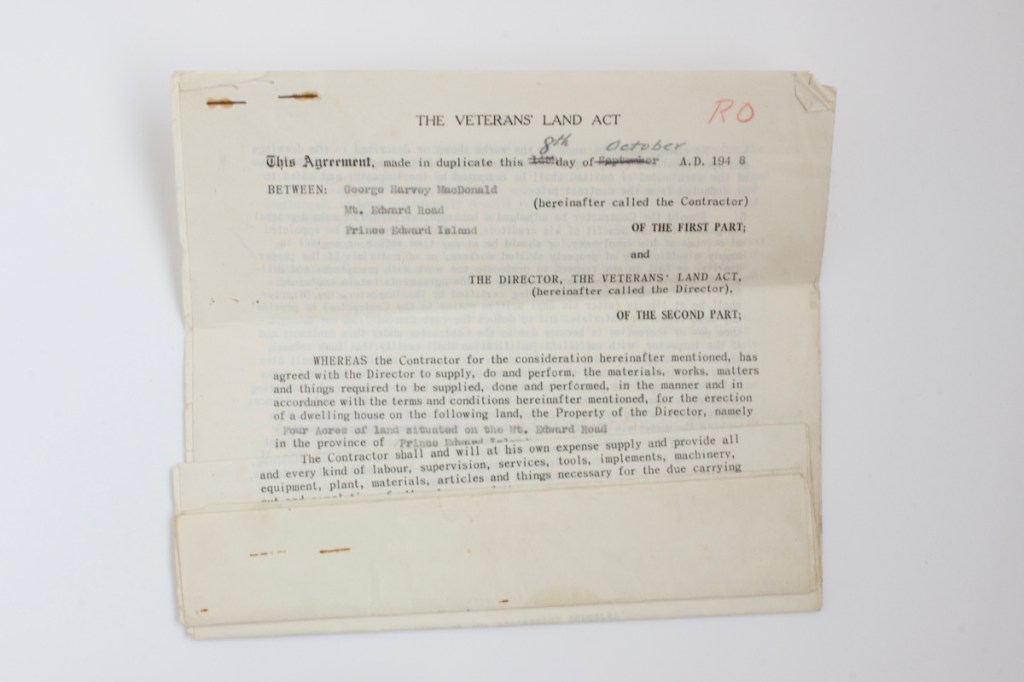 THE VETERANS' LAND ACT
RO
8th October
This Agreement, made in duplicate this day of September A.D. 1948
BETWEEN: George Harvey MacDonald
(hereinafter called the Contractor)
Mt. Edward Road
Prince Edward Island
OF THE FIRST PART;
and
THE DIRECTOR, THE VETERANS' LAND ACT,
(hereinafter called the Director),
OF THE SECOND PART;
WHEREAS the Contractor for the consideration hereinafter mentioned, has
agreed with the Director to supply, do and perform, the materials, works, matters
and things required to be supplied, done and performed, in the manner and in
accordance with the terms and conditions hereinafter mentioned, for the erection
of a dwelling house on the following land, the Property of the Director, namely
Four Acres of land situated on the Mt. Edward Road
in the province of Prince Edward Island
The Contractor shall and will at his own expense supply and provide all
and every kind of labour, supervision, services, tools, implements, machinery,
equipment, plant, materials, articles and things necessary for the due carrying